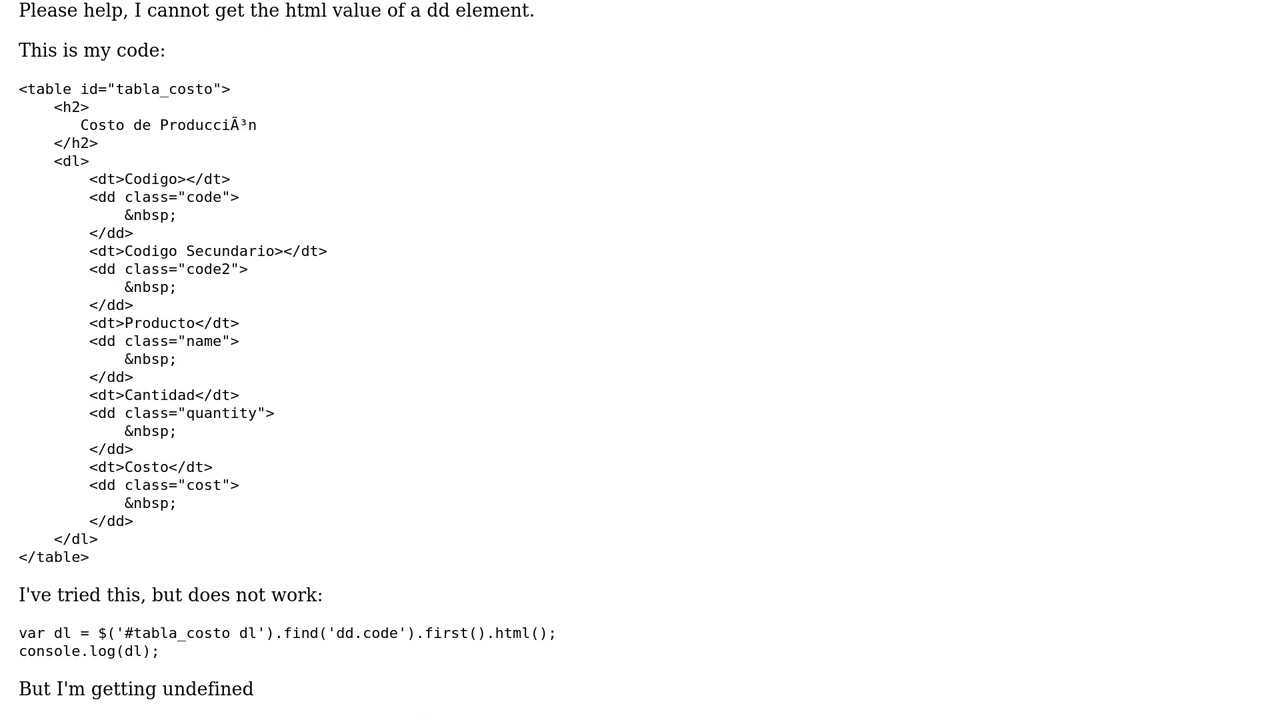 Please help, I cannot get the html value of a dd element.
This is my code:
<table id="tabla_costo">
    <h2>
       Costo de ProducciÃ³n
    </h2>
    <dl>
        <dt>Codigo></dt>
        <dd class="code">
            &nbsp;
        </dd>
        <dt>Codigo Secundario></dt>
        <dd class="code2">
            &nbsp;
        </dd>
        <dt>Producto</dt>
        <dd class="name">
            &nbsp;
        </dd>
        <dt>Cantidad</dt>
        <dd class="quantity">
            &nbsp;
        </dd>
        <dt>Costo</dt>
        <dd class="cost">
            &nbsp;
        </dd>
    </dl>
</table>
I've tried this, but does not work:
var dl = $('#tabla_costo dl').find('dd.code').first().html();
console.log(dl);
But I'm getting undefined